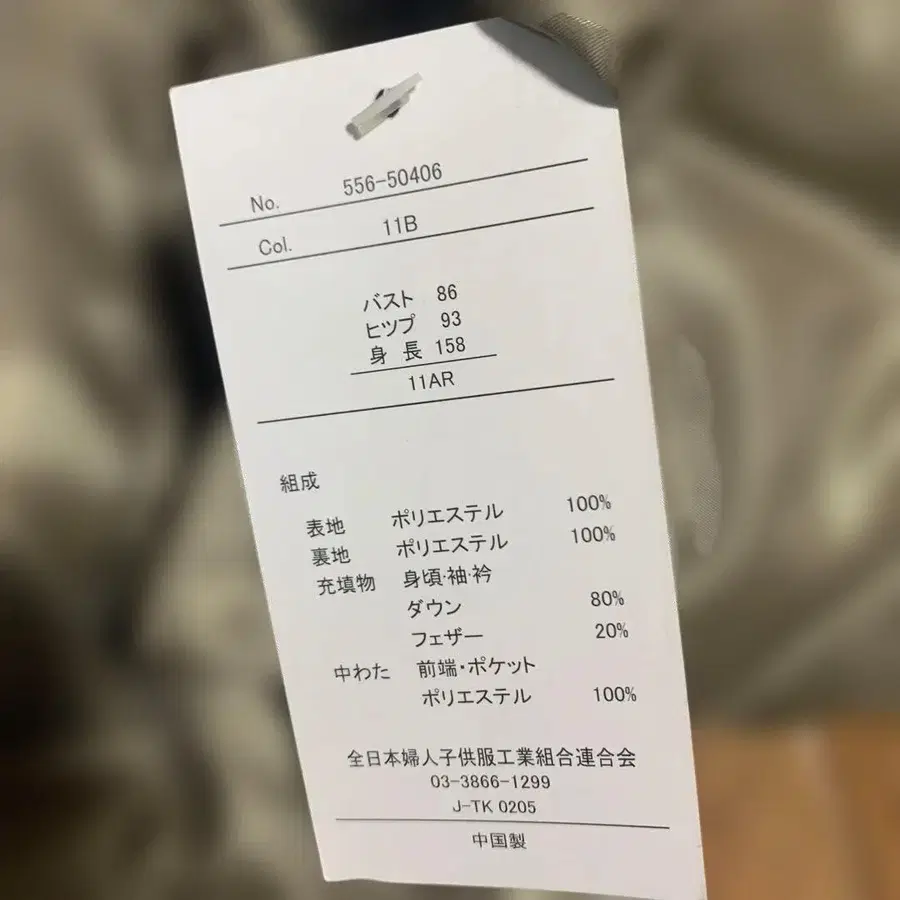 No. 556-50406
Col. 11B
バスト 86
ヒツプ 93
身 長 158
11AR
組成
表地 ポリエステル 100%
裏地 ポリエステル 100%
充填物 身頃･袖･衿
ダウン 80%
フェザー 20%
中わた 前端・ポケット
ポリエステル 100%
全日本婦人子供服工業組合連合会
03-3866-1299
J-TK 0205
中国製